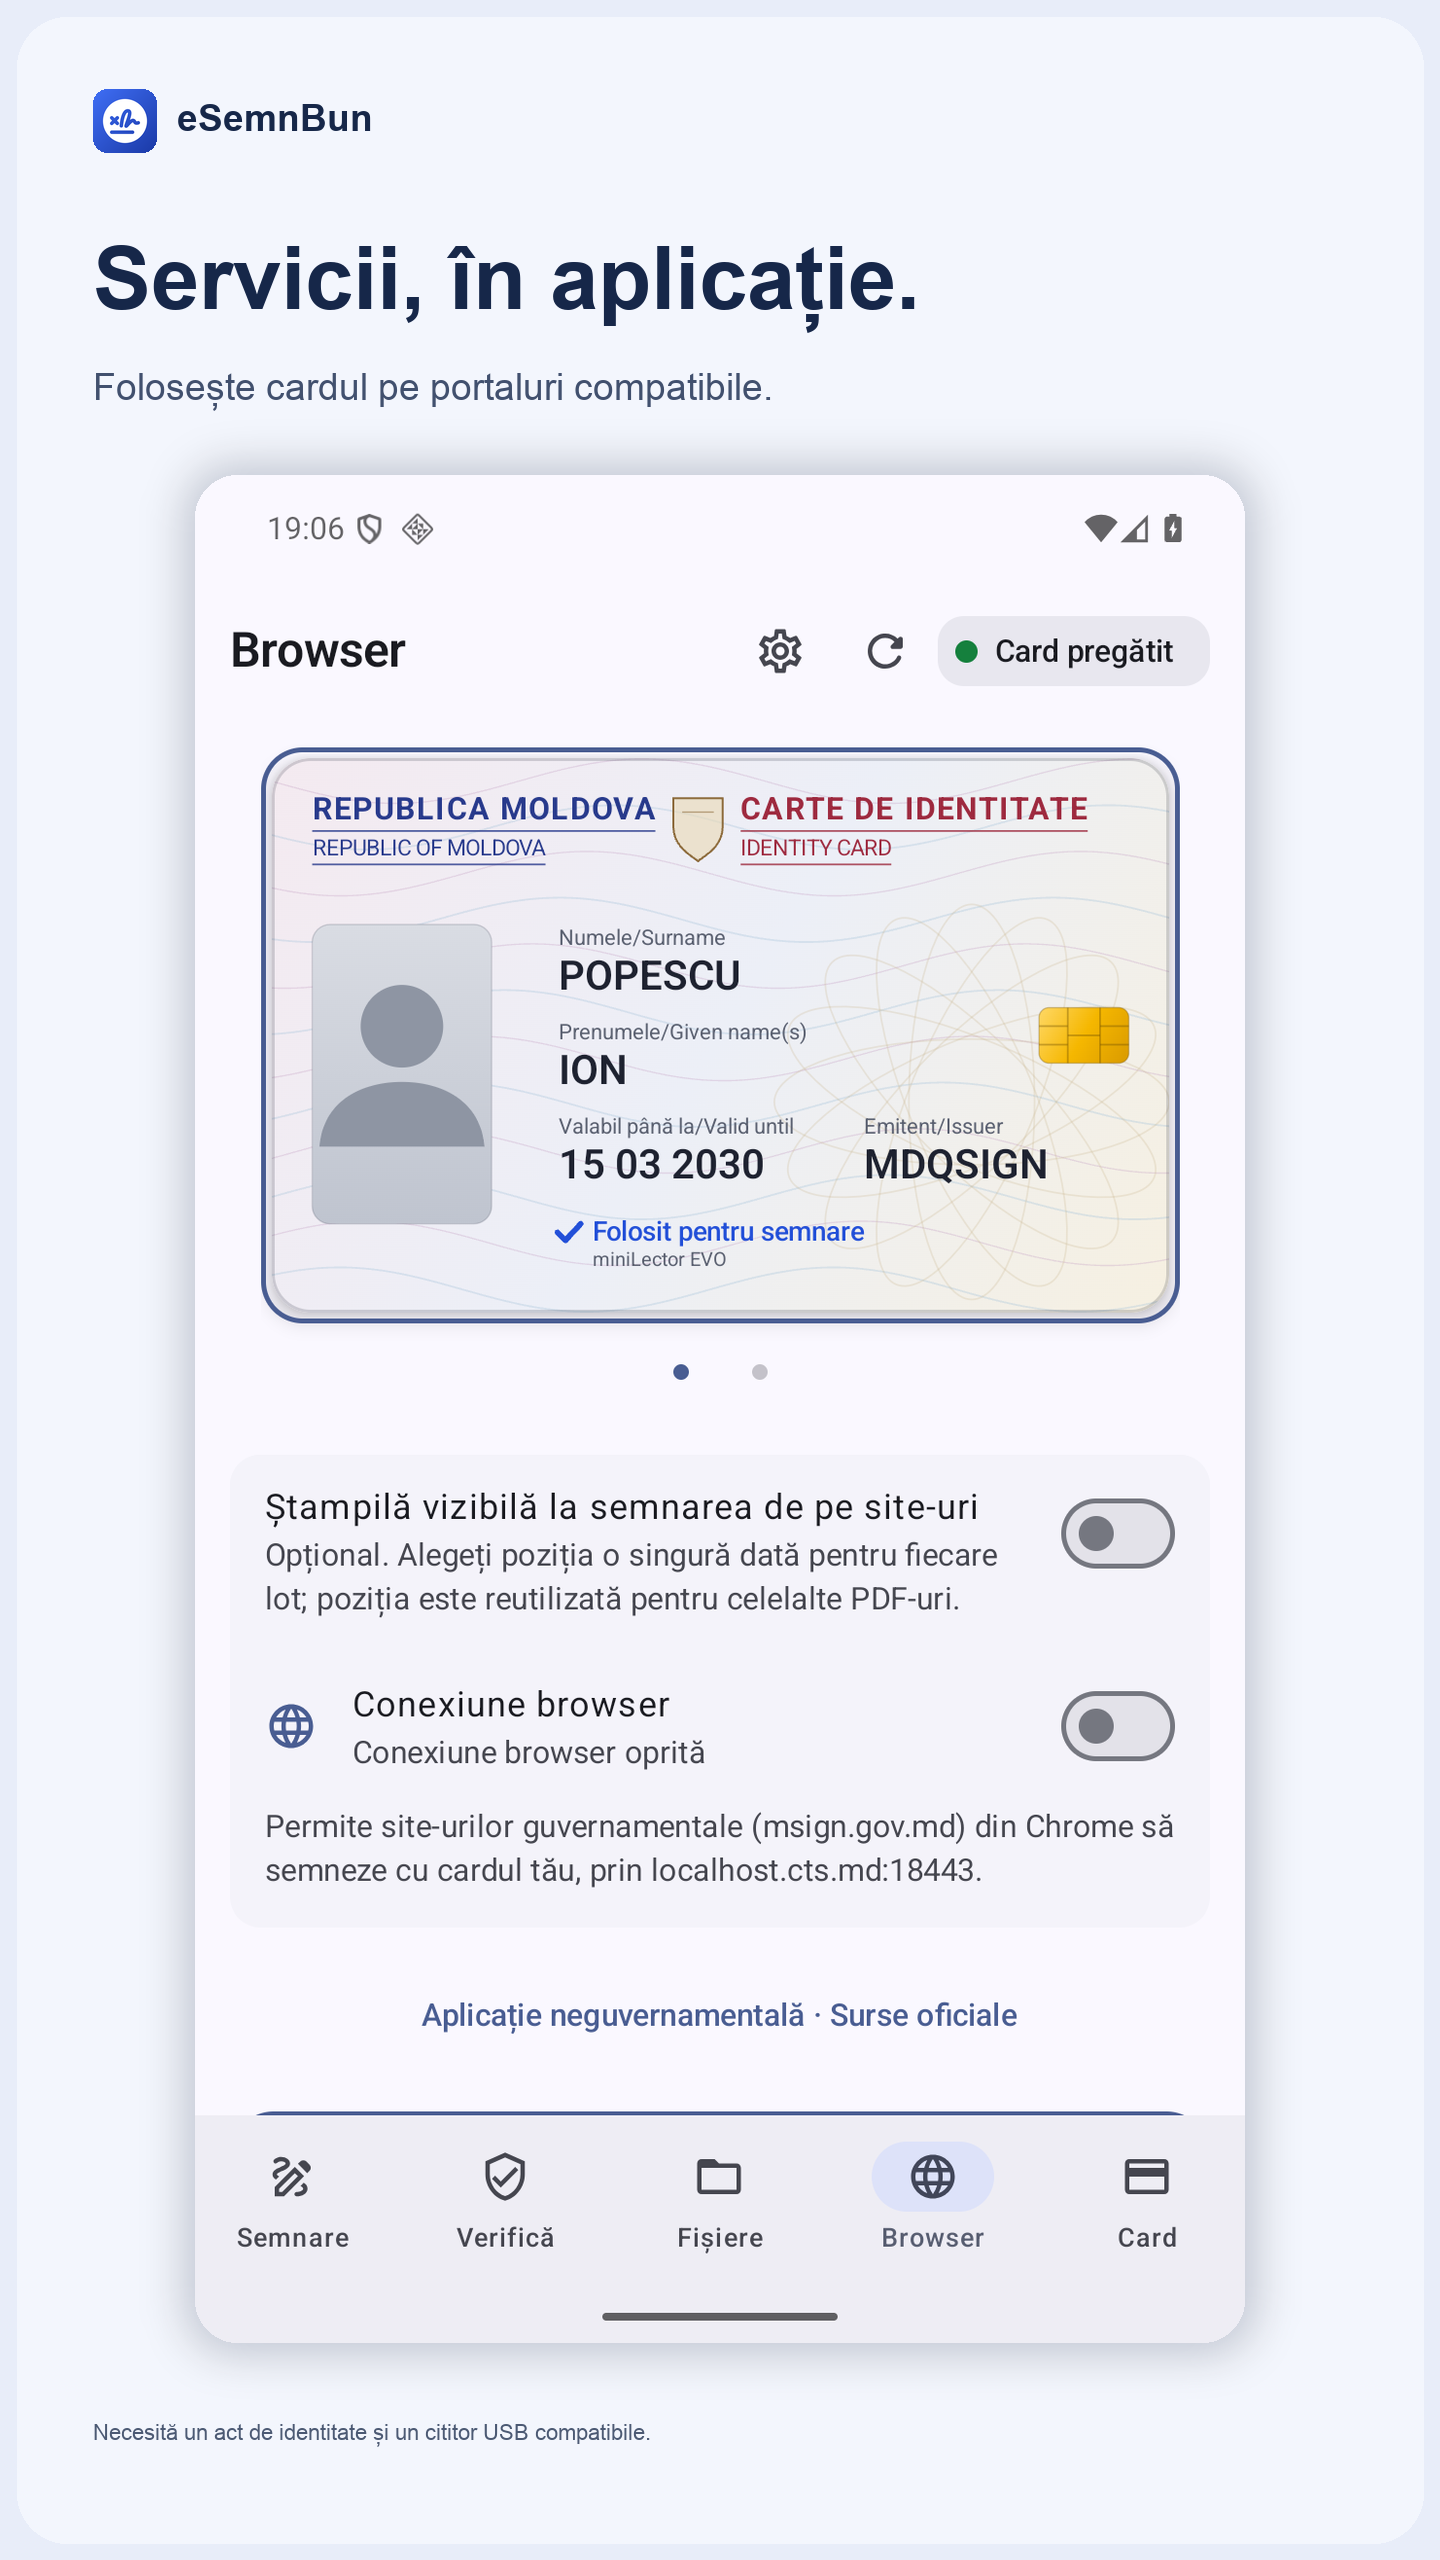 eSemnBun
Servicii, în aplicație.
Folosește cardul pe portaluri compatibile.
19:06
Browser
Card pregătit
REPUBLICA MOLDOVA
CARTE DE IDENTITATE
REPUBLIC OF MOLDOVA
IDENTITY CARD
Numele/Surname
POPESCU
Prenumele/Given name(s)
ION
Valabil până la/Valid until
Emitent/Issuer
15 03 2030
MDQSIGN
Folosit pentru semnare
miniLector EVO
Ștampilă vizibilă la semnarea de pe site-uri
Opțional. Alegeți poziția o singură dată pentru fiecare
lot; poziția este reutilizată pentru celelalte PDF-uri.
Conexiune browser
Conexiune browser oprită
Permite site-urilor guvernamentale (msign.gov.md) din Chrome să
semneze cu cardul tău, prin localhost.cts.md:18443.
Aplicație neguvernamentală · Surse oficiale
Semnare
Verifică
Fișiere
Browser
Card
Necesită un act de identitate și un cititor USB compatibile.